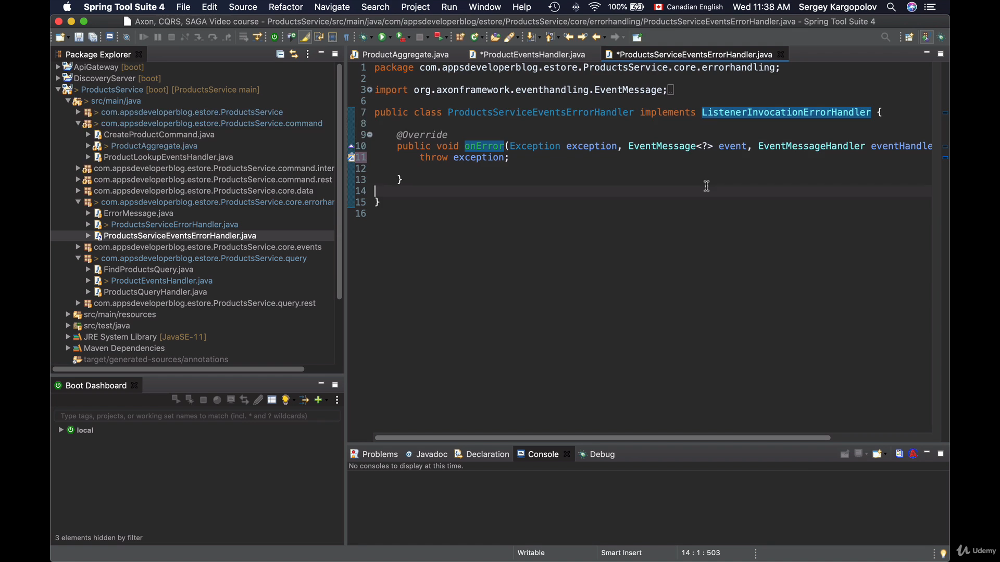 Spring Tool Suite 4 File Edit Source Refactor Navigate Search Project Run Window Help 100% Canadian English Wed 11:38 AM Sergey Kargopolov
Axon, CQRS, SAGA Video course - ProductsService/src/main/java/com/appsdeveloperblog/estore/ProductsService/core/errorhandling/ProductsServiceEventsErrorHandler.java - Spring Tool Suite 4
Package Explorer
ApiGateway [boot]
DiscoveryServer [boot]
> ProductsService [boot] [ProductsService main]
> src/main/java
> com.appsdeveloperblog.estore.ProductsService
> com.appsdeveloperblog.estore.ProductsService.command
CreateProductCommand.java
> ProductAggregate.java
ProductLookupEventsHandler.java
com.appsdeveloperblog.estore.ProductsService.command.inter
com.appsdeveloperblog.estore.ProductsService.command.rest
com.appsdeveloperblog.estore.ProductsService.core.data
> com.appsdeveloperblog.estore.ProductsService.core.errorhar
ErrorMessage.java
> ProductsServiceErrorHandler.java
ProductsServiceEventsErrorHandler.java
com.appsdeveloperblog.estore.ProductsService.core.events
> com.appsdeveloperblog.estore.ProductsService.query
FindProductsQuery.java
> ProductEventsHandler.java
ProductsQueryHandler.java
com.appsdeveloperblog.estore.ProductsService.query.rest
src/main/resources
src/test/java
JRE System Library [JavaSE-11]
Maven Dependencies
target/generated-sources/annotations
Boot Dashboard
Type tags, projects, or working set names to match (incl. * and ? wildcards)
local
3 elements hidden by filter
ProductAggregate.java *ProductEventsHandler.java *ProductsServiceEventsErrorHandler.java
1 package com.appsdeveloperblog.estore.ProductsService.core.errorhandling;
2
3 import org.axonframework.eventhandling.EventMessage;
6
7 public class ProductsServiceEventsErrorHandler implements ListenerInvocationErrorHandler {
8
9 @Override
10 public void onError(Exception exception, EventMessage<?> event, EventMessageHandler eventHandle
11 throw exception;
12
13 }
14
15 }
16
Problems Javadoc Declaration Console Debug
No consoles to display at this time.
Writable Smart Insert 14 : 1 : 503
Udemy